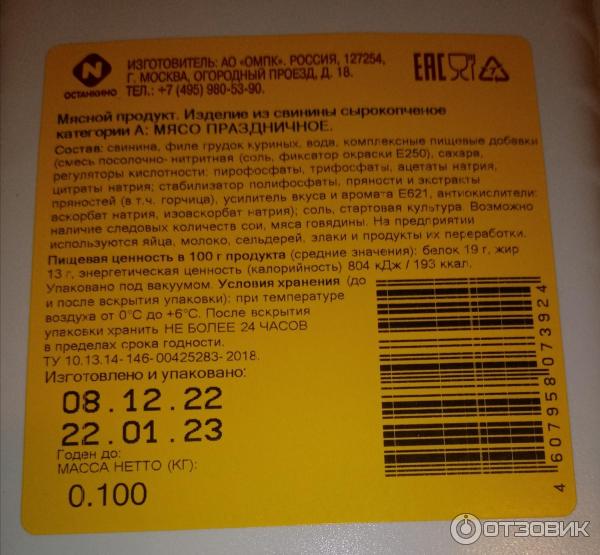 ИЗГОТОВИТЕЛЬ: АО «ОМПК». РОССИЯ, 127254,
Г. МОСКВА, ОГОРОДНЫЙ ПРОЕЗД, Д. 18.
ТЕЛ.: +7 (495) 980-53-90.
N
ОСТАНКИНО
EAC
Мясной продукт. Изделие из свинины сырокопченое
категории А: МЯСО ПРАЗДНИЧНОЕ.
Состав: свинина, филе грудок куриных, вода, комплексные пищевые добавки
(смесь посолочно- нитритная (соль, фиксатор окраски Е250), сахара,
регуляторы кислотности: пирофосфаты, трифосфаты, ацетаты натрия,
цитраты натрия; стабилизатор полифосфаты, пряности и экстракты
пряностей (в т.ч. горчица), усилитель вкуса и аромата Е621, антиокислители:
аскорбат натрия, изоаскорбат натрия); соль, стартовая культура. Возможно
наличие следовых количеств сои, мяса говядины. На предприятии
используются яйца, молоко, сельдерей, злаки и продукты их переработки.
Пищевая ценность в 100 г продукта (средние значения): белок 19 г, жир
13 г, энергетическая ценность (калорийность) 804 кДж / 193 ккал.
Упаковано под вакуумом. Условия хранения (до
и после вскрытия упаковки): при температуре
воздуха от 0°С до +6°С. После вскрытия
упаковки хранить НЕ БОЛЕЕ 24 ЧАСОВ
в пределах срока годности.
ТУ 10.13.14- 146- 00425283- 2018.
Изготовлено и упаковано:
08.12.22
22.01.23
Годен до:
МАССА НЕТТО (КГ):
0.100
4 607958 073924
ОТЗОВИК